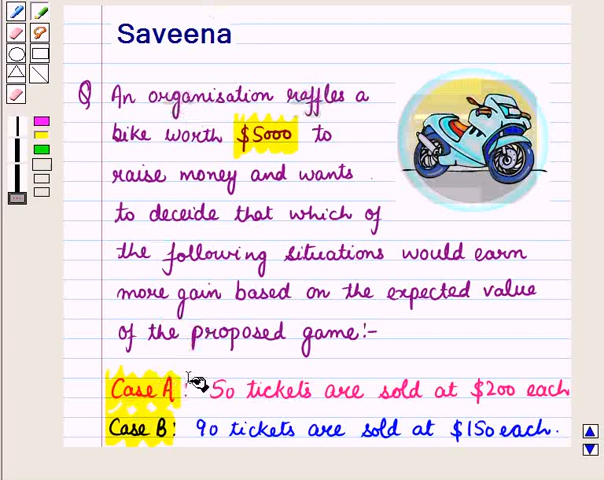 Saveena
Q An organisation raffles a
bike worth $5000 to
raise money and wants
to deceide that which of
the following situations would earn
more gain based on the expected value
of the proposed game:-
Case A: 50 tickets are sold at $200 each
Case B: 90 tickets are sold at $150 each.